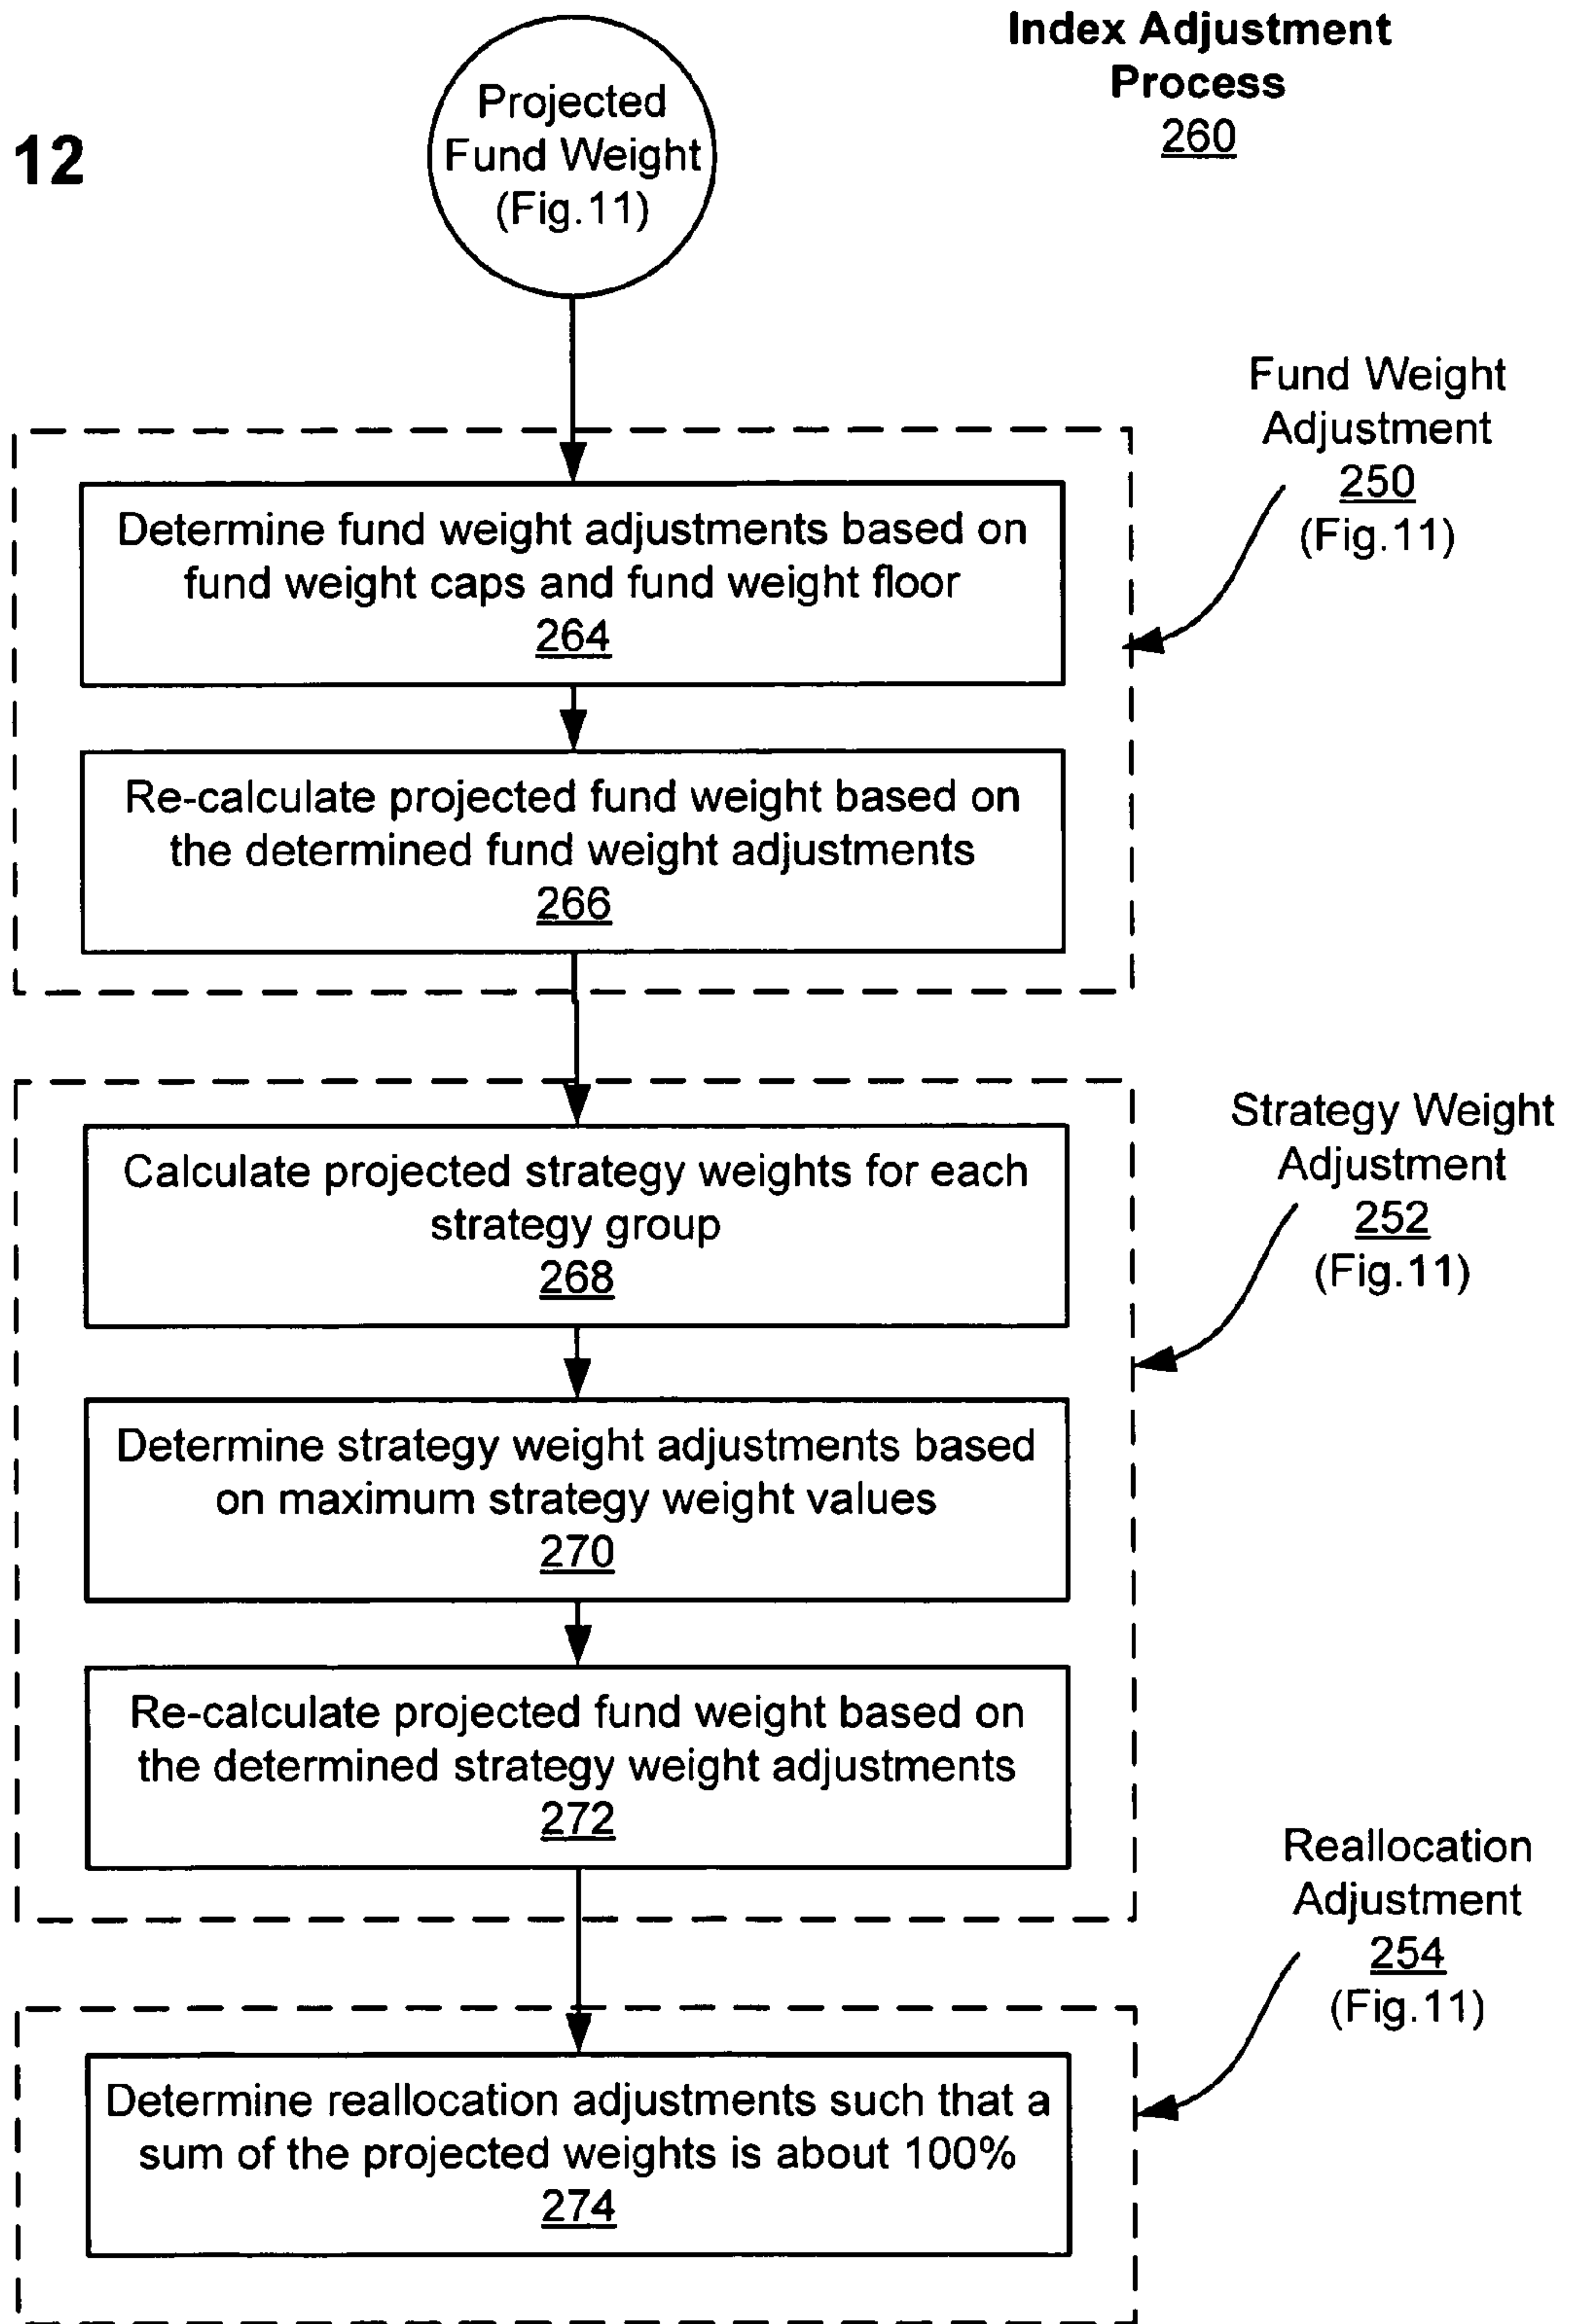 Index Adjustment
Process
260
12
Projected
Fund Weight
(Fig.11)
Fund Weight
Adjustment
250
(Fig.11)
Determine fund weight adjustments based on
fund weight caps and fund weight floor
264
Re-calculate projected fund weight based on
the determined fund weight adjustments
266
Strategy Weight
Adjustment
252
(Fig.11)
Calculate projected strategy weights for each
strategy group
268
Determine strategy weight adjustments based
on maximum strategy weight values
270
Re-calculate projected fund weight based on
the determined strategy weight adjustments
272
Reallocation
Adjustment
254
(Fig.11)
Determine reallocation adjustments such that a
sum of the projected weights is about 100%
274